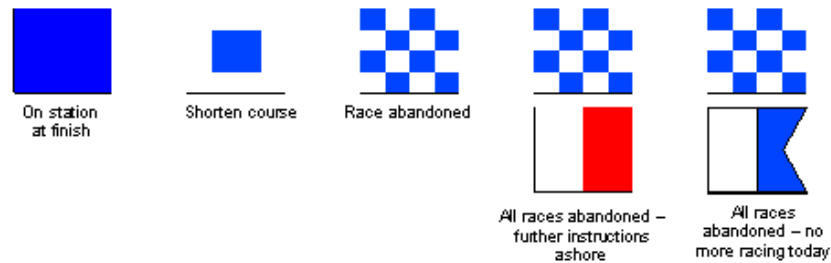 On station
at finish
Shorten course
Race abandoned
All races abandoned –
further instructions
ashore
All races
abandoned – no
more racing today